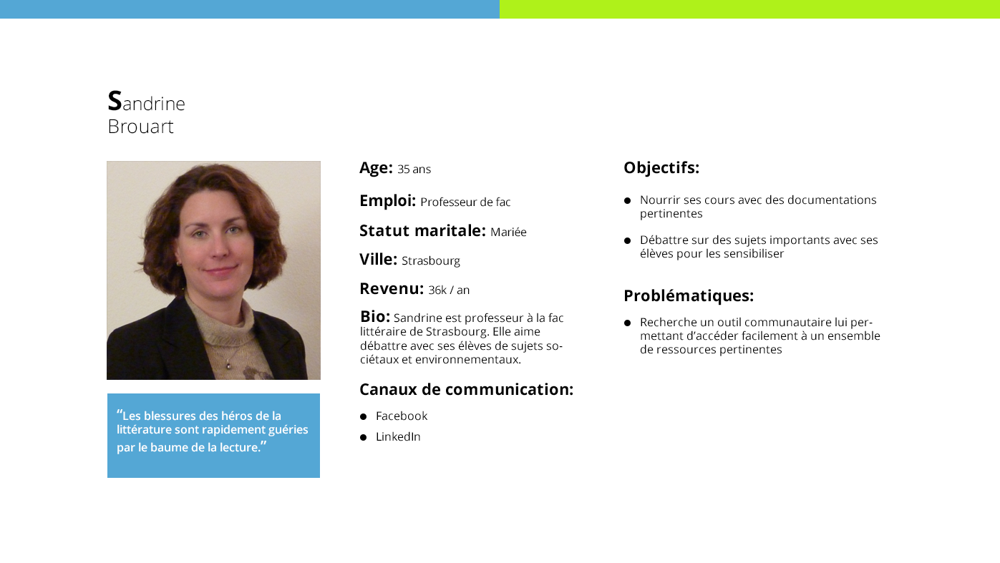 Sandrine
Brouart
Age: 35 ans
Emploi: Professeur de fac
Statut maritale: Mariée
Ville: Strasbourg
Revenu: 36k / an
Bio: Sandrine est professeur à la fac
littéraire de Strasbourg. Elle aime
débattre avec ses élèves de sujets so-
ciétaux et environnementaux.
Canaux de communication:
● Facebook
● LinkedIn
Objectifs:
● Nourrir ses cours avec des documentations
pertinentes
● Débattre sur des sujets importants avec ses
élèves pour les sensibiliser
Problématiques:
● Recherche un outil communautaire lui per-
mettant d’accéder facilement à un ensemble
de ressources pertinentes
“Les blessures des héros de la
littérature sont rapidement guéries
par le baume de la lecture.”